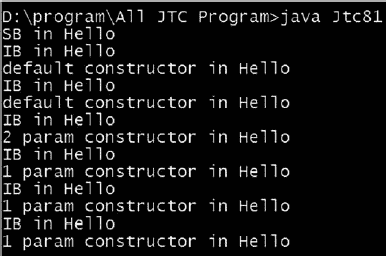 D:\program\All JTC Program>java Jtc81
SB in Hello
IB in Hello
default constructor in Hello
IB in Hello
default constructor in Hello
IB in Hello
2 param constructor in Hello
IB in Hello
1 param constructor in Hello
IB in Hello
1 param constructor in Hello
IB in Hello
1 param constructor in Hello